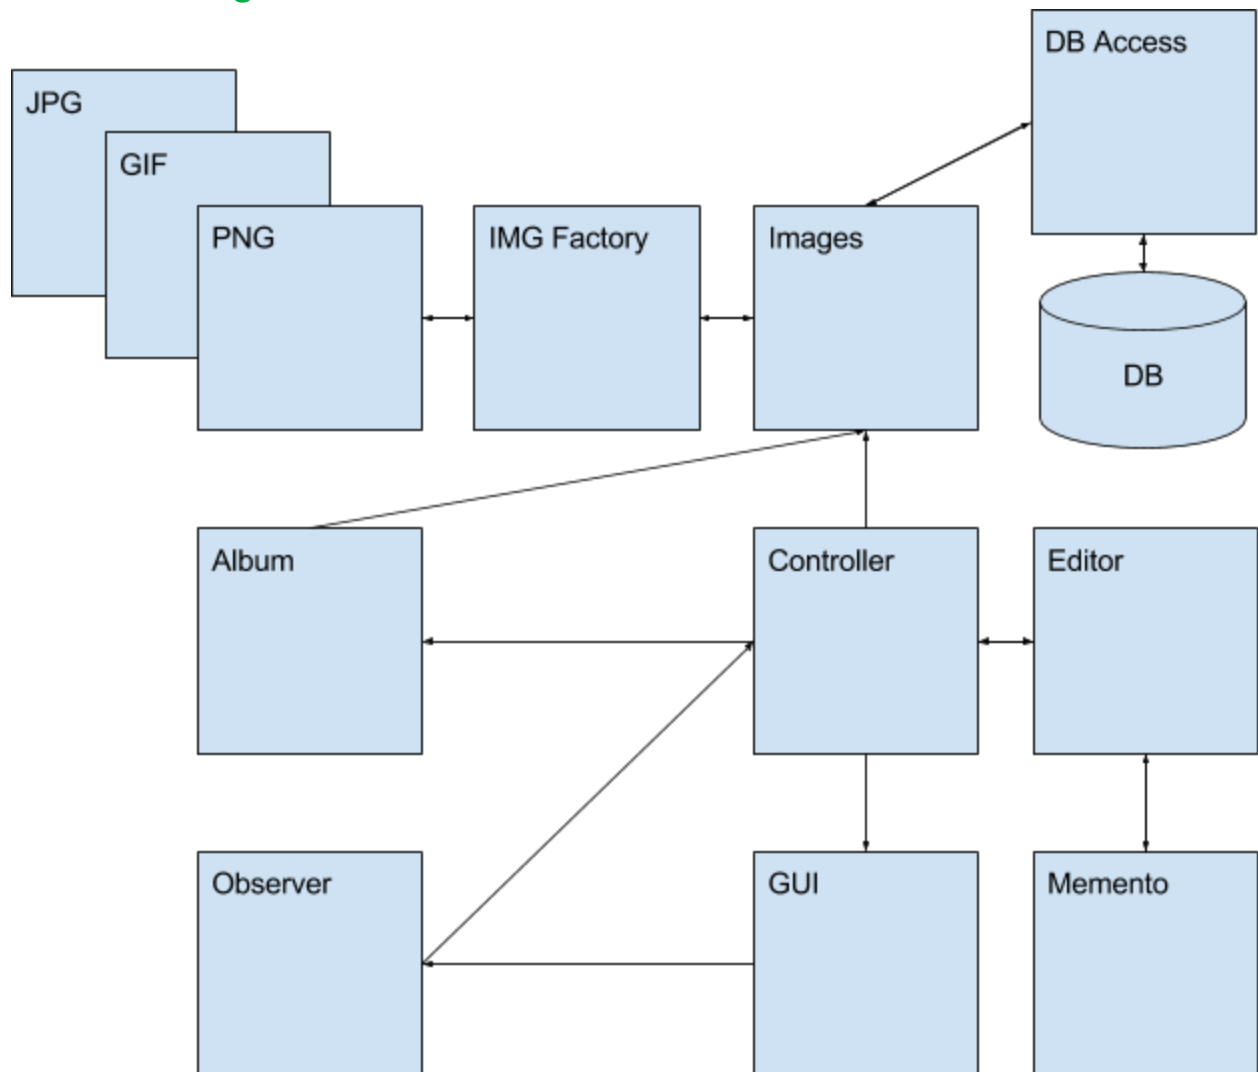 DB Access
JPG
GIF
PNG
IMG Factory
Images
DB
Album
Controller
Editor
Observer
GUI
Memento